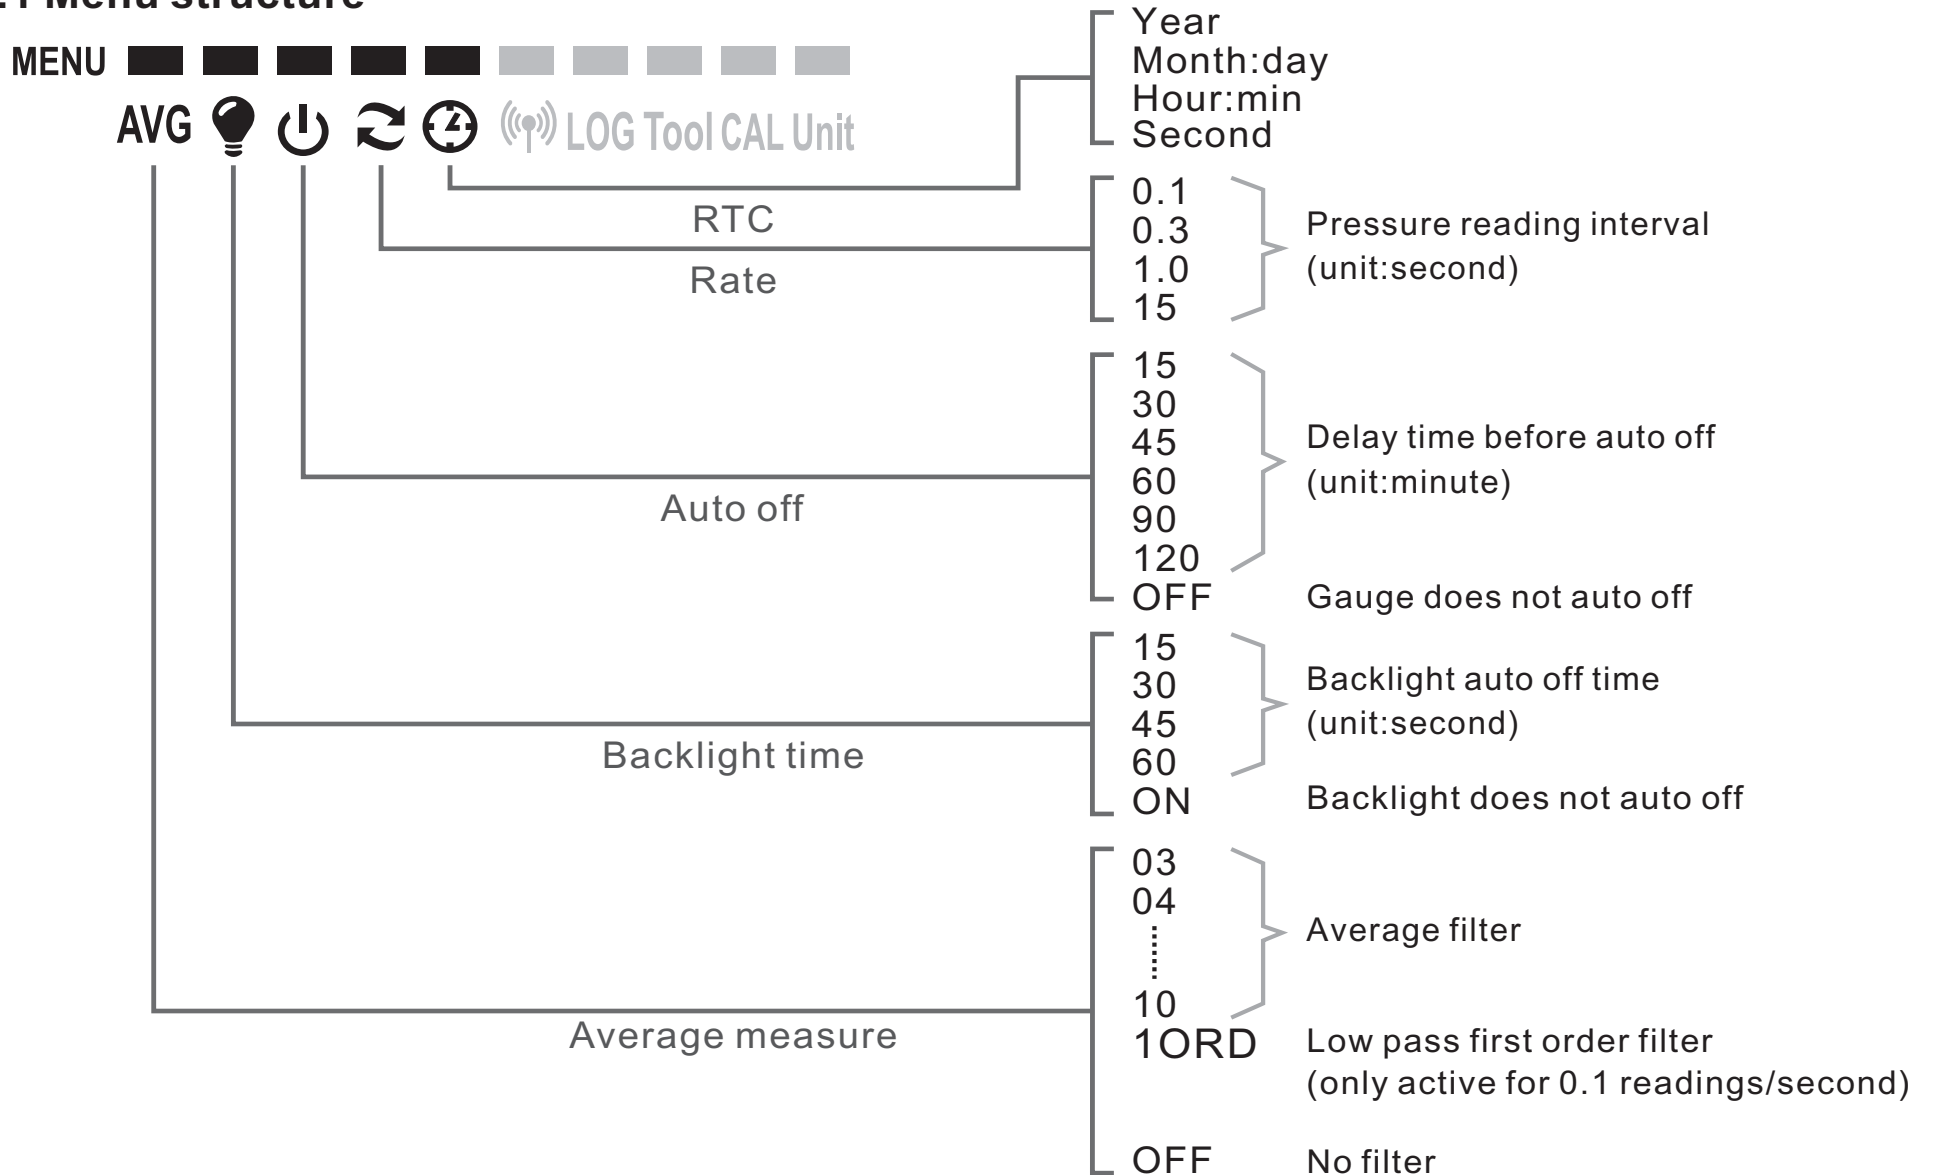 Menu structure
MENU
AVG LOG Tool CAL Unit
Year
Month:day
Hour:min
Second
RTC
0.1
0.3
1.0
15
Pressure reading interval
(unit:second)
Rate
15
30
45
60
90
120
OFF
Delay time before auto off
(unit:minute)
Gauge does not auto off
Auto off
15
30
45
60
ON
Backlight auto off time
(unit:second)
Backlight does not auto off
Backlight time
03
04
10
Average filter
1ORD
Low pass first order filter
(only active for 0.1 readings/second)
OFF
No filter
Average measure